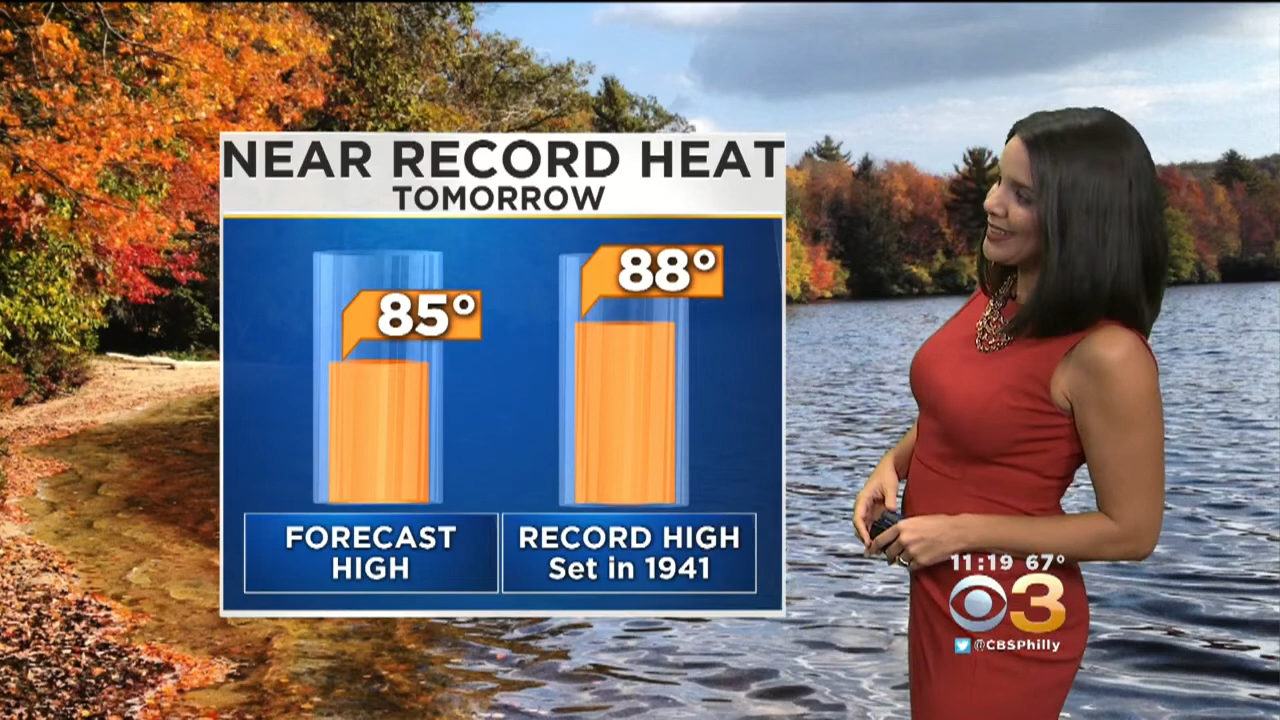 NEAR RECORD HEAT
TOMORROW
85°
88°
FORECAST
HIGH
RECORD HIGH
Set in 1941
11:19 67°
3
@CBSPhilly